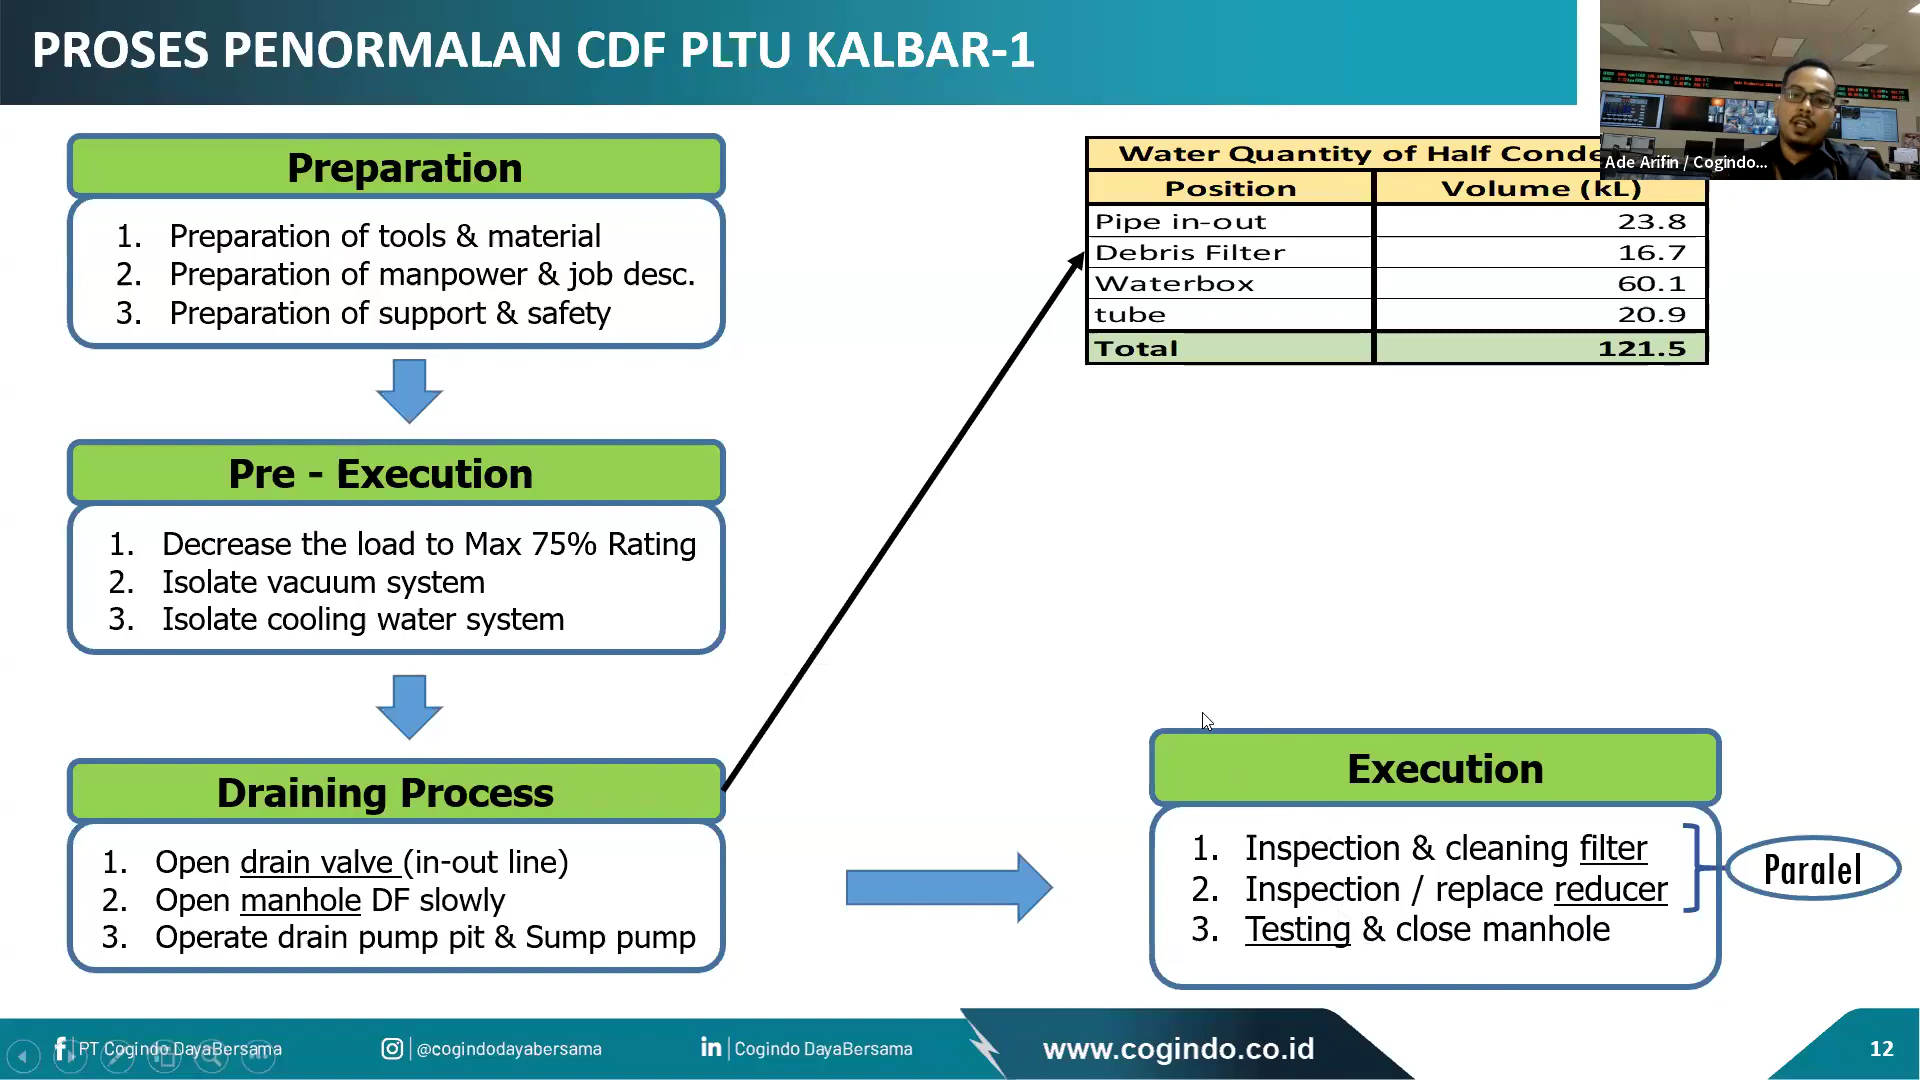 PROSES PENORMALAN CDF PLTU KALBAR-1
Preparation
1. Preparation of tools & material
2. Preparation of manpower & job desc.
3. Preparation of support & safety
Pre - Execution
1. Decrease the load to Max 75% Rating
2. Isolate vacuum system
3. Isolate cooling water system
Draining Process
1. Open drain valve (in-out line)
2. Open manhole DF slowly
3. Operate drain pump pit & Sump pump
Water Quantity of Half
Position Volume (kL)
Pipe in-out 23.8
Debris Filter 16.7
Waterbox 60.1
tube 20.9
Total 121.5
Ade Arifin / Cogindo...
Execution
1. Inspection & cleaning filter
2. Inspection / replace reducer
3. Testing & close manhole
Paralel
PT Cogindo DayaBersama
@cogindodayabersama
Cogindo DayaBersama
www.cogindo.co.id
12